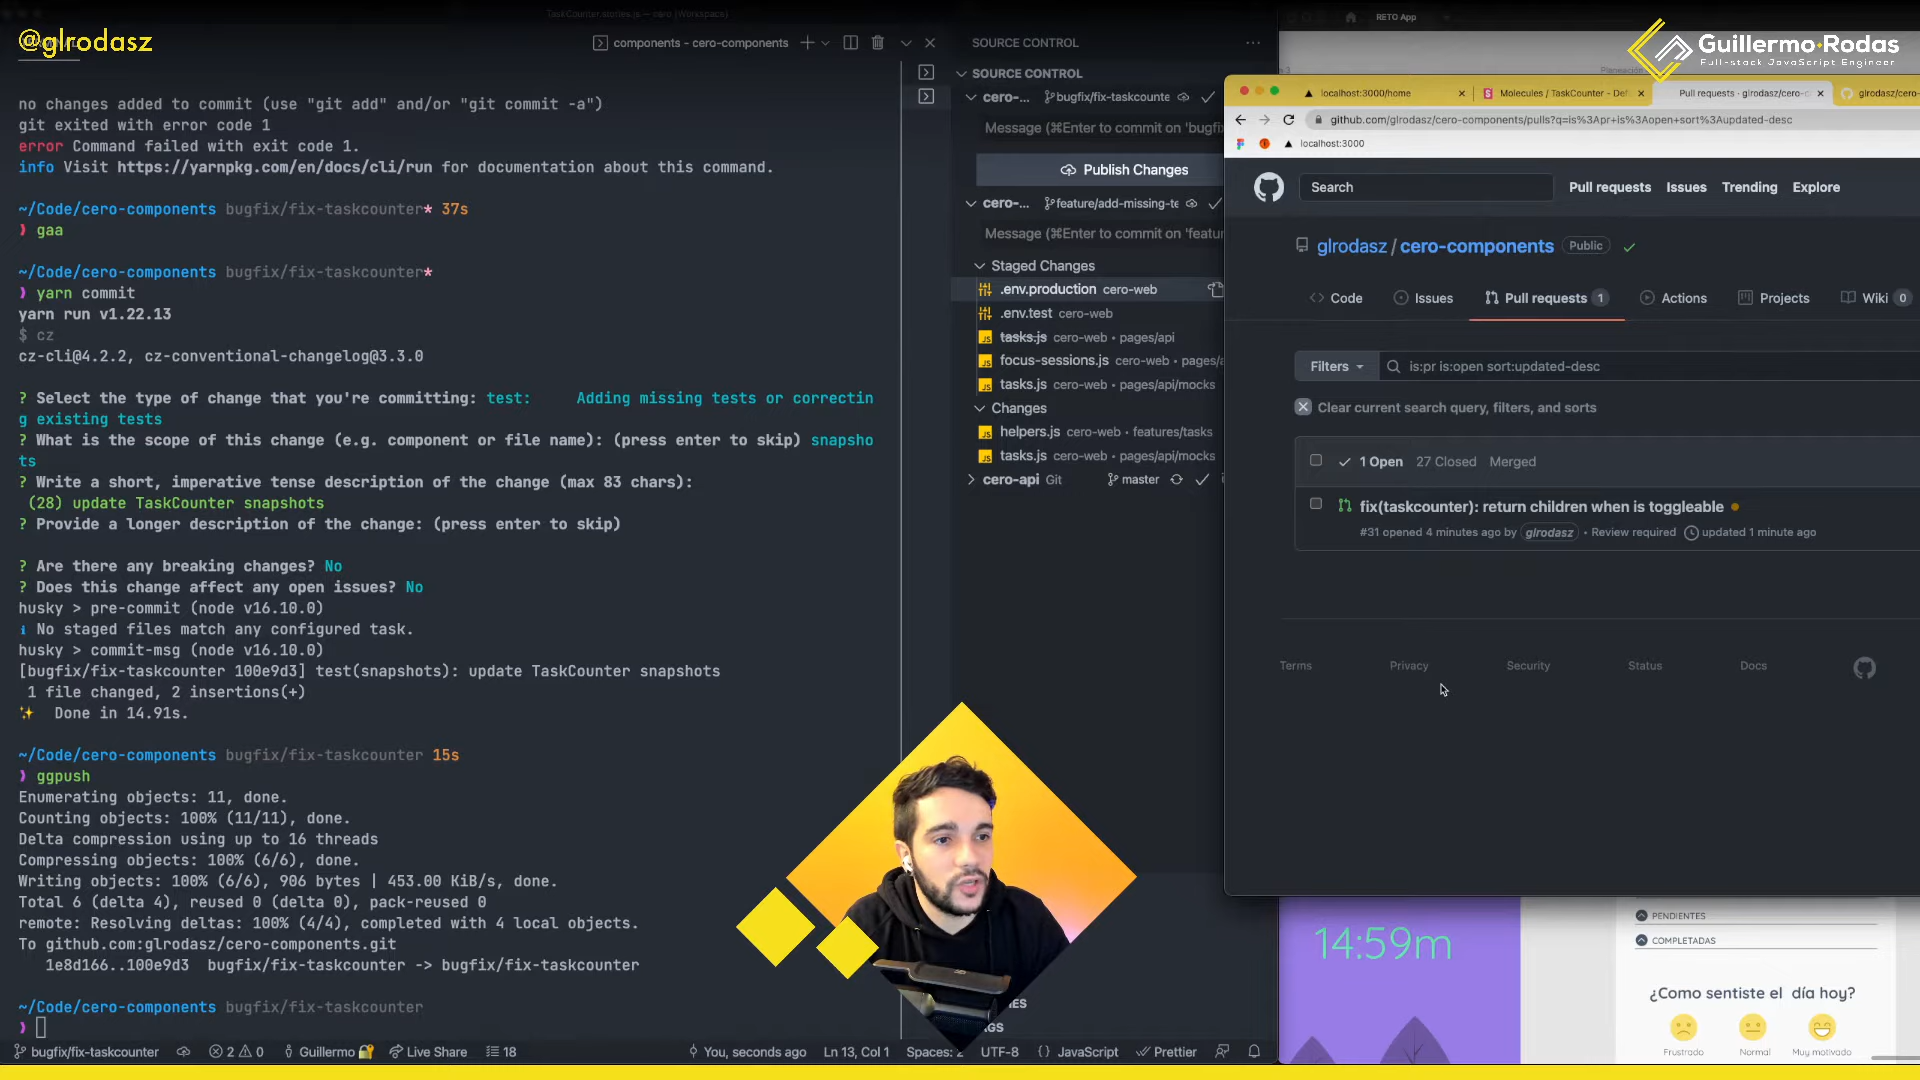 TaskCounter.stories.js — cero (Workspace)
@glrodasz
components - cero-components
no changes added to commit (use "git add" and/or "git commit -a")
git exited with error code 1
error Command failed with exit code 1.
info Visit https://yarnpkg.com/en/docs/cli/run for documentation about this command.
~/Code/cero-components bugfix/fix-taskcounter* 37s
❯ gaa
~/Code/cero-components bugfix/fix-taskcounter*
❯ yarn commit
yarn run v1.22.13
$ cz
cz-cli@4.2.2, cz-conventional-changelog@3.3.0
? Select the type of change that you're committing: test: Adding missing tests or correctin
g existing tests
? What is the scope of this change (e.g. component or file name): (press enter to skip) snapsho
ts
? Write a short, imperative tense description of the change (max 83 chars):
(28) update TaskCounter snapshots
? Provide a longer description of the change: (press enter to skip)
? Are there any breaking changes? No
? Does this change affect any open issues? No
husky > pre-commit (node v16.10.0)
ℹ No staged files match any configured task.
husky > commit-msg (node v16.10.0)
[bugfix/fix-taskcounter 100e9d3] test(snapshots): update TaskCounter snapshots
1 file changed, 2 insertions(+)
✨ Done in 14.91s.
~/Code/cero-components bugfix/fix-taskcounter 15s
❯ ggpush
Enumerating objects: 11, done.
Counting objects: 100% (11/11), done.
Delta compression using up to 16 threads
Compressing objects: 100% (6/6), done.
Writing objects: 100% (6/6), 906 bytes | 453.00 KiB/s, done.
Total 6 (delta 4), reused 0 (delta 0), pack-reused 0
remote: Resolving deltas: 100% (4/4), completed with 4 local objects.
To github.com:glrodasz/cero-components.git
1e8d166..100e9d3 bugfix/fix-taskcounter -> bugfix/fix-taskcounter
~/Code/cero-components bugfix/fix-taskcounter
❯
bugfix/fix-taskcounter 2 0 Guillermo Live Share 18 You, seconds ago Ln 13, Col 1 Spaces: 2 UTF-8 {} JavaScript Prettier
SOURCE CONTROL
SOURCE CONTROL
cero-... bugfix/fix-taskcounte
Message (⌘Enter to commit on 'bugfi
Publish Changes
cero-... feature/add-missing-te
Message (⌘Enter to commit on 'featur
Staged Changes
.env.production cero-web
.env.test cero-web
tasks.js cero-web • pages/api
focus-sessions.js cero-web • pages/a
tasks.js cero-web • pages/api/mocks
Changes
helpers.js cero-web • features/tasks
tasks.js cero-web • pages/api/mocks
cero-api Git master
RETO App
Guillermo Rodas
Full-stack JavaScript Engineer
localhost:3000/home
Molecules / TaskCounter - Def
Pull requests · glrodasz/cero-c
glrodasz/cero
github.com/glrodasz/cero-components/pulls?q=is%3Apr+is%3Aopen+sort%3Aupdated-desc
localhost:3000
Search
Pull requests Issues Trending Explore
glrodasz / cero-components Public
Code Issues Pull requests 1 Actions Projects Wiki 0
Filters is:pr is:open sort:updated-desc
Clear current search query, filters, and sorts
1 Open 27 Closed Merged
fix(taskcounter): return children when is toggleable
#31 opened 4 minutes ago by glrodasz • Review required updated 1 minute ago
Terms Privacy Security Status Docs
14:59m
PENDIENTES
COMPLETADAS
¿Como sentiste el día hoy?
Frustrado Normal Muy motivado